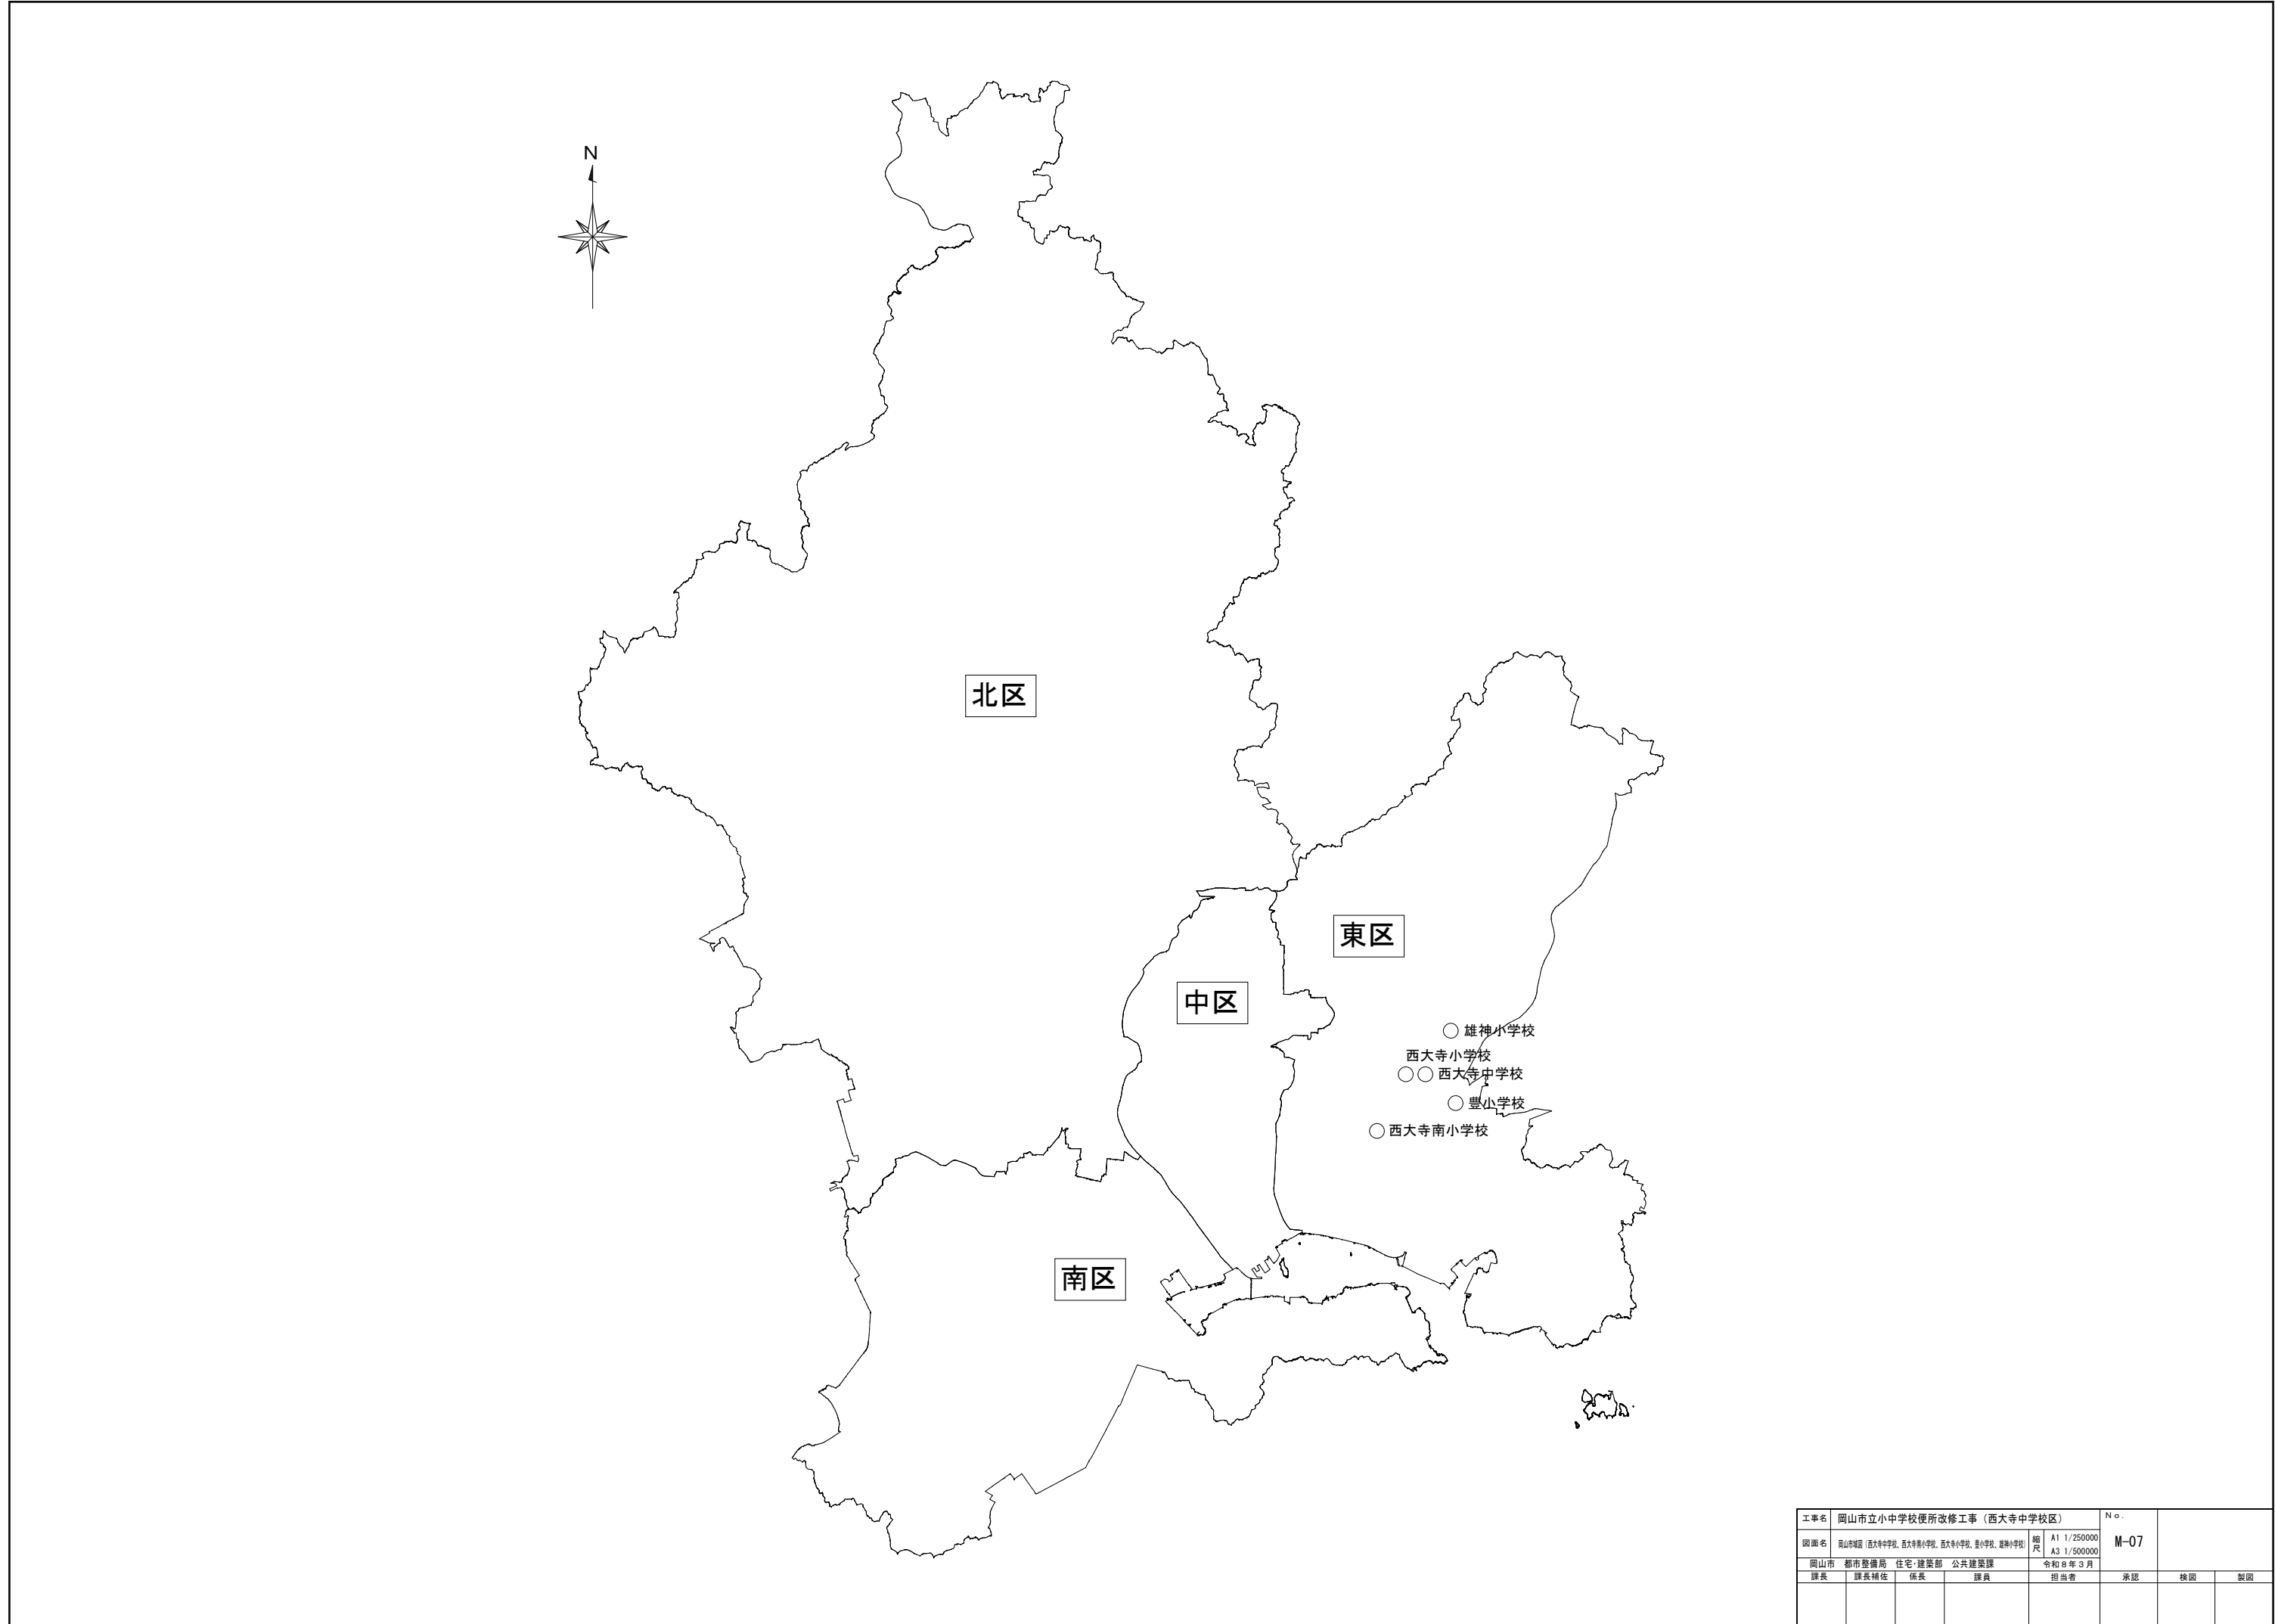 N
北区
東区
中区
雄神小学校
西大寺小学校
西大寺中学校
豊小学校
西大寺南小学校
南区
工事名 岡山市立小中学校便所改修工事（西大寺中学校区） No.
図面名 岡山市域図（西大寺中学校、西大寺南小学校、西大寺小学校、豊小学校、雄神小学校） 縮尺 A1 1/250000 M-07
A3 1/500000
岡山市 都市整備局 住宅・建築部 公共建築課 令和８年３月
課長 課長補佐 係長 課員 担当者 承認 検図 製図